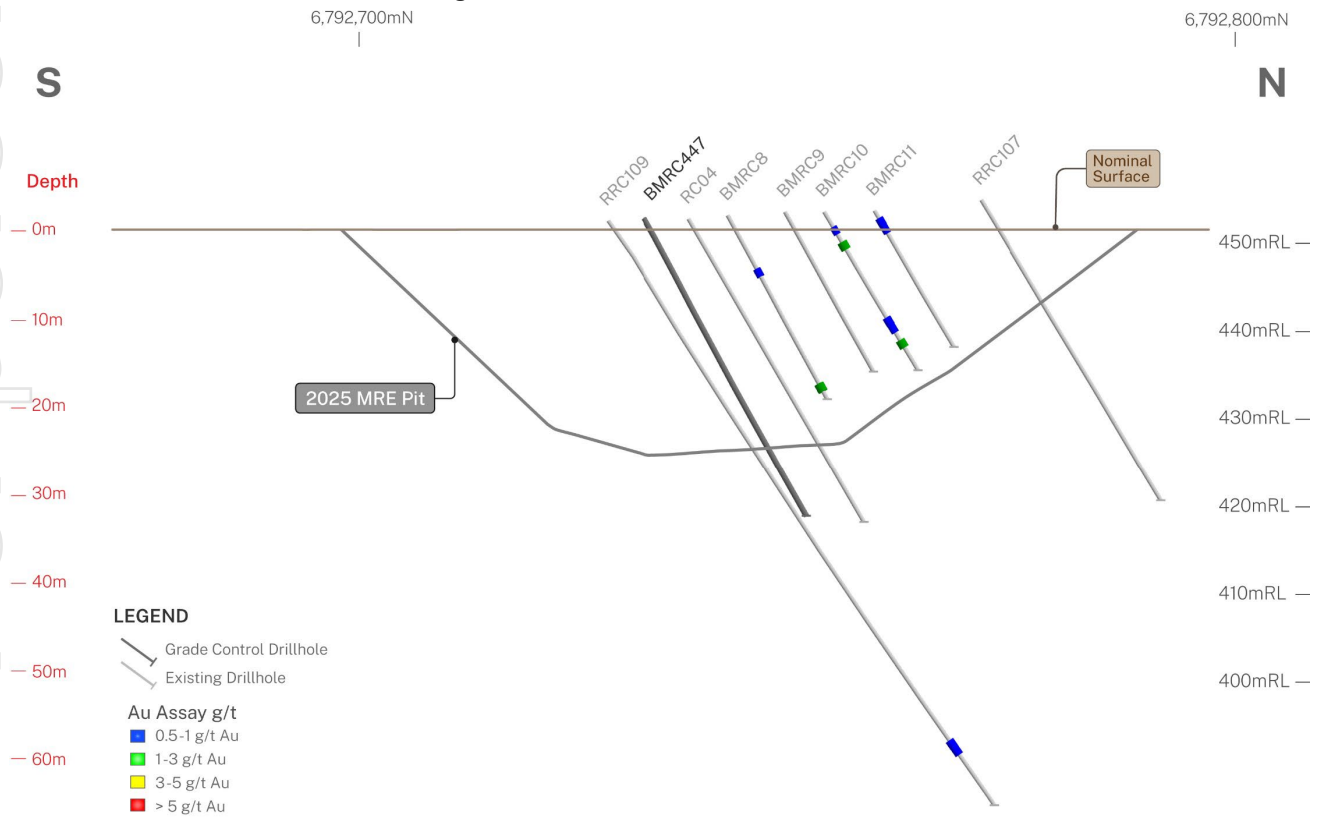 6,792,700mN
6,792,800mN
S
N
RRC109
BMRC447
RC04
BMRC8
BMRC9
BMRC10
BMRC11
RRC107
Nominal
Surface
Depth
0m
10m
20m
30m
40m
50m
60m
450mRL
440mRL
430mRL
420mRL
410mRL
400mRL
2025 MRE Pit
LEGEND
Grade Control Drillhole
Existing Drillhole
Au Assay g/t
0.5-1 g/t Au
1-3 g/t Au
3-5 g/t Au
> 5 g/t Au